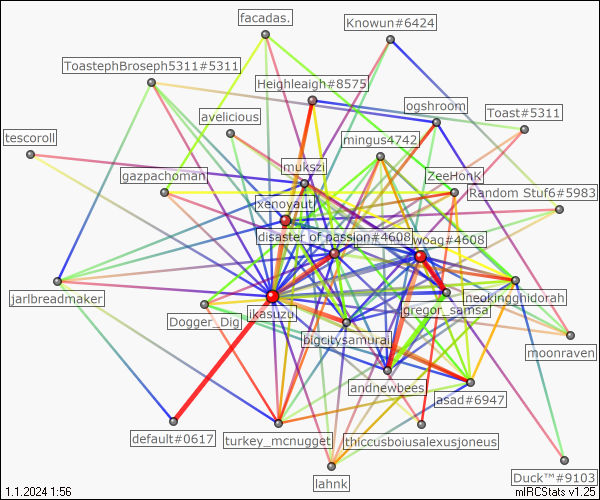 facadas.
Knowun#6424
ToastephBroseph5311#5311
Heighleaigh#8575
ogshroom
avelicious
Toast#5311
tescoroll
mingus4742
mukszi
gazpachoman
ZeeHonk
Random Stuf6#5983
xenoyauti
disaster of passion#4608
woag#4608
jarlbreadmaker
neokingghidorah
Dogger_Dig
ikasuzu
gregor_samsa
bigcitysamurai
moonraven
andnewbees
asad#6947
default#0617
turkey_mcnugget
thiccusboiusalexusjoneus
lahnk
Duck™#9103
1.1.2024 1:56
mIRCStats v1.25